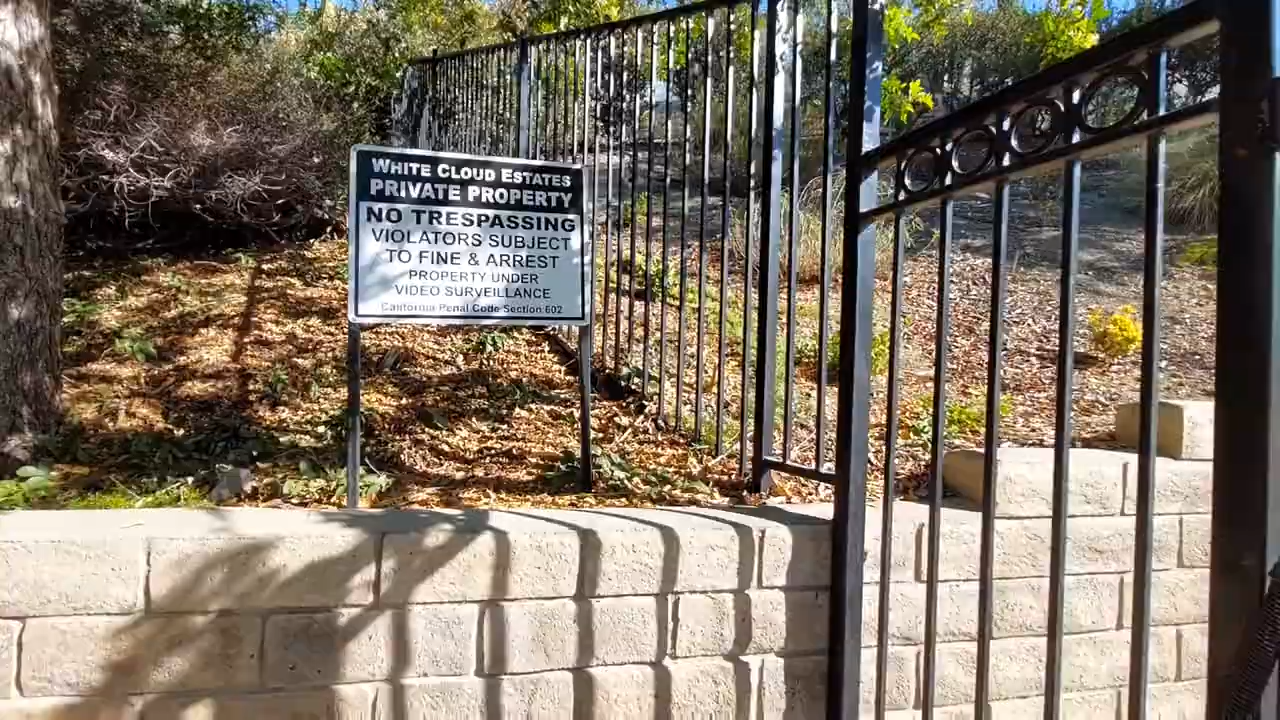 WHITE CLOUD ESTATES
PRIVATE PROPERTY
NO TRESPASSING
VIOLATORS SUBJECT
TO FINE & ARREST
PROPERTY UNDER
VIDEO SURVEILLANCE
California Penal Code Section 602